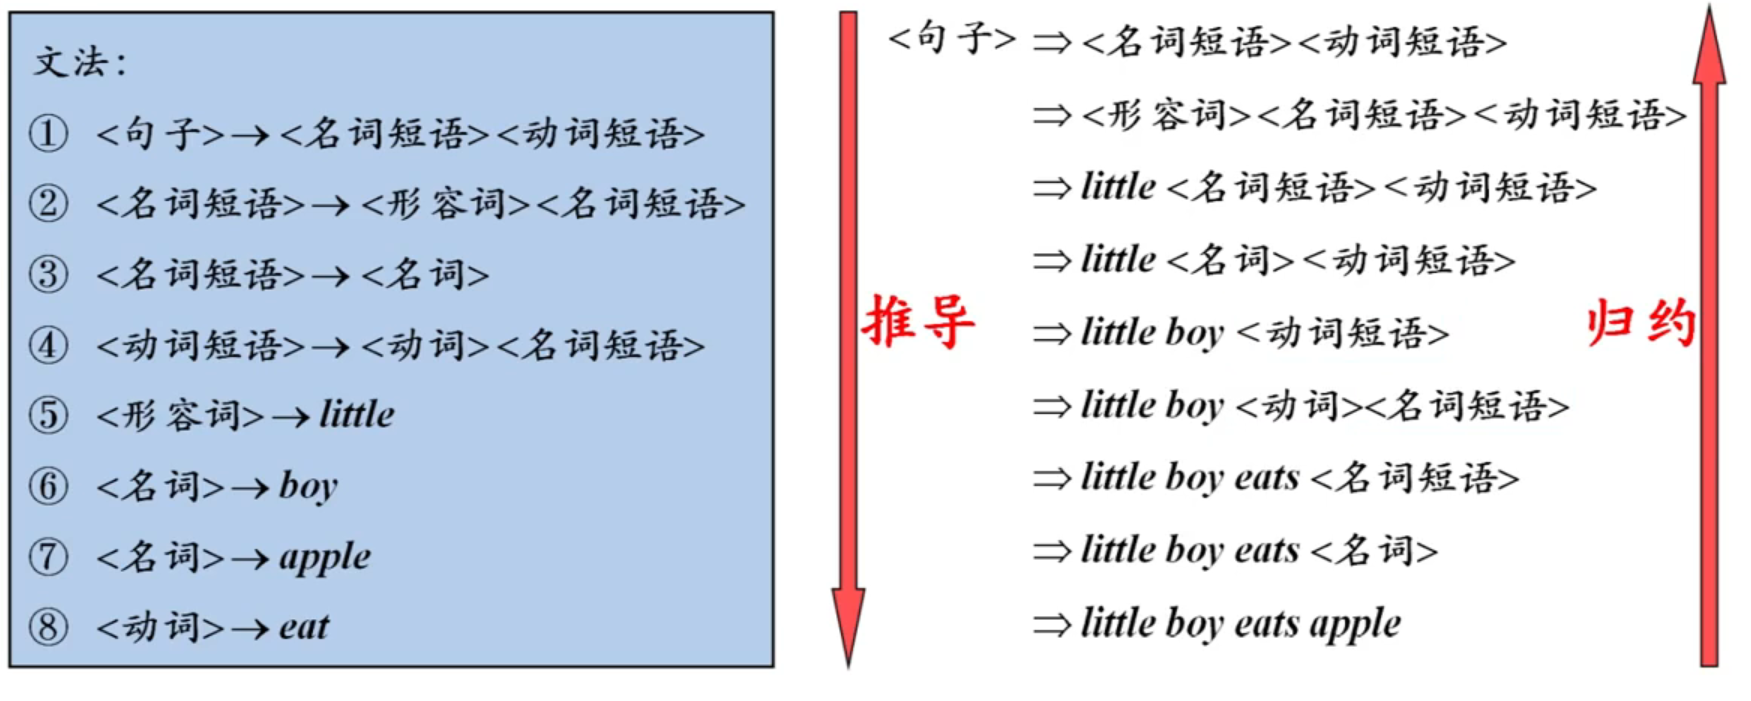 文法：
① <句子>→<名词短语><动词短语>
② <名词短语>→<形容词><名词短语>
③ <名词短语>→<名词>
④ <动词短语>→<动词><名词短语>
⑤ <形容词>→little
⑥ <名词>→boy
⑦ <名词>→apple
⑧ <动词>→eat
推导
<句子>⇒<名词短语><动词短语>
⇒<形容词><名词短语><动词短语>
⇒little <名词短语><动词短语>
⇒little <名词><动词短语>
⇒little boy <动词短语>
⇒little boy <动词><名词短语>
⇒little boy eats <名词短语>
⇒little boy eats <名词>
⇒little boy eats apple
归约